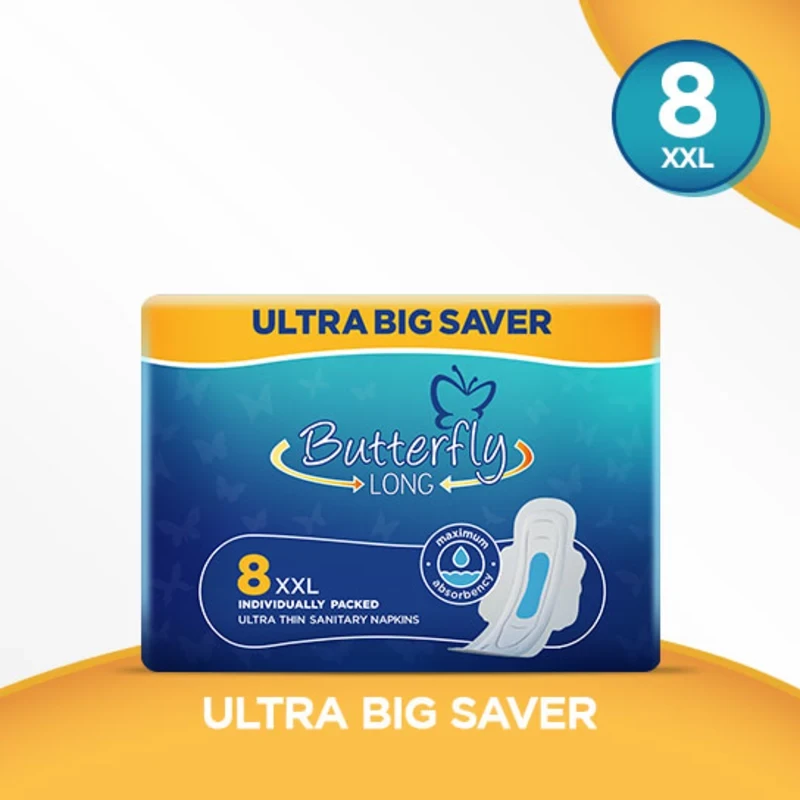 8
XXL
ULTRA BIG SAVER
Butterfly
LONG
maximum
absorbency
8 XXL
INDIVIDUALLY PACKED
ULTRA THIN SANITARY NAPKINS
ULTRA BIG SAVER